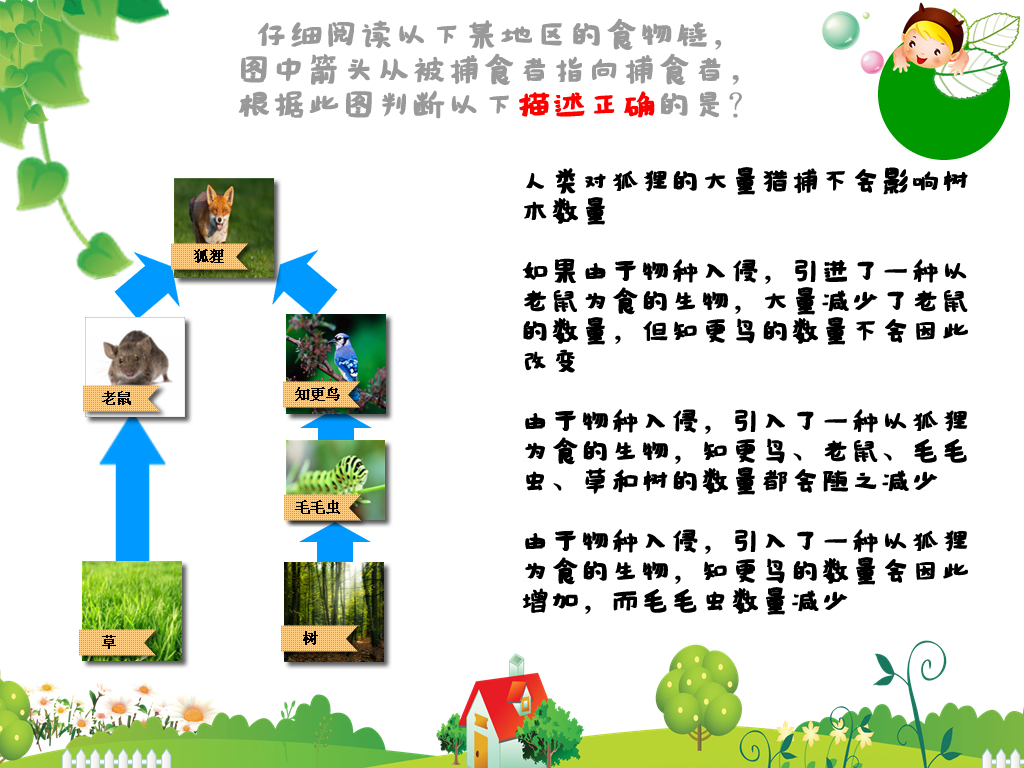 仔细阅读以下某地区的食物链，
图中箭头从被捕食者指向捕食者，
根据此图判断以下描述正确的是？
人类对狐狸的大量猎捕不会影响树
木数量
如果由于物种入侵，引进了一种以
老鼠为食的生物，大量减少了老鼠
的数量，但知更鸟的数量不会因此
改变
由于物种入侵，引入了一种以狐狸
为食的生物，知更鸟、老鼠、毛毛
虫、草和树的数量都会随之减少
由于物种入侵，引入了一种以狐狸
为食的生物，知更鸟的数量会因此
增加，而毛毛虫数量减少
狐狸
老鼠
知更鸟
毛毛虫
草
树